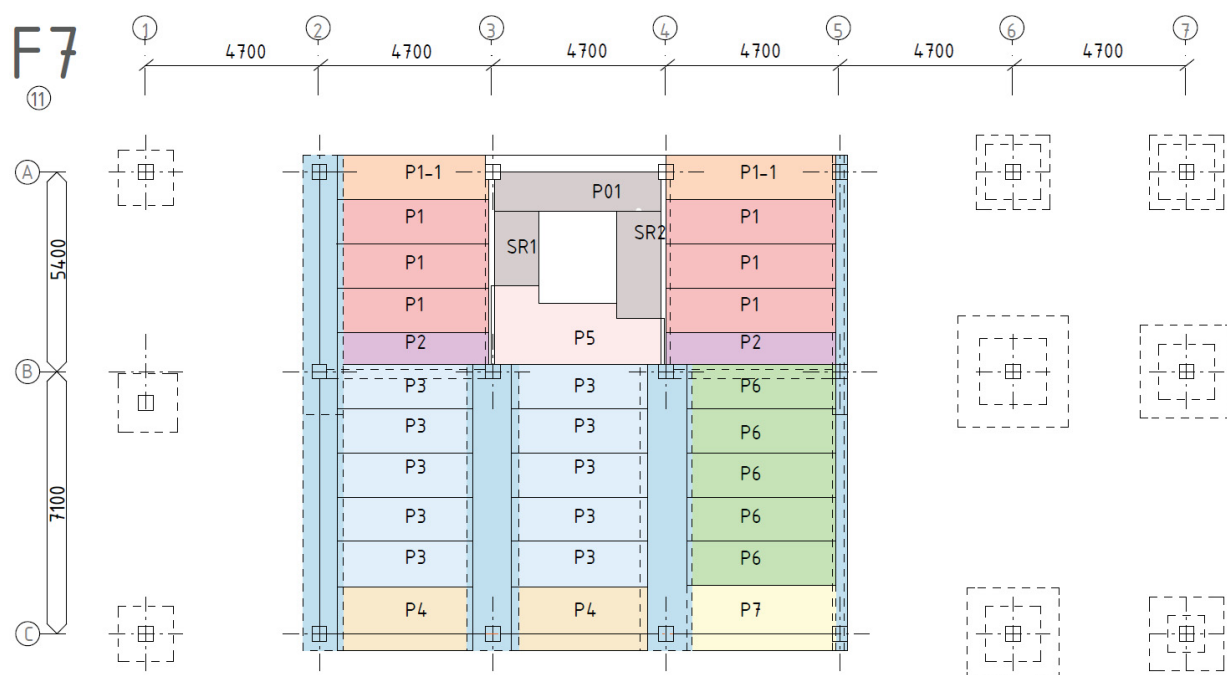 F7
11
1 2 3 4 5 6 7
4700 4700 4700 4700 4700 4700
A P1-1 P01 P1-1
P1 P1
SR1 SR2
5400 P1 P1
P1 P1
P2 P5 P2
B
P3 P3 P6
P3 P3 P6
P3 P3 P6
7100
P3 P3 P6
P3 P3 P6
P4 P4 P7
C